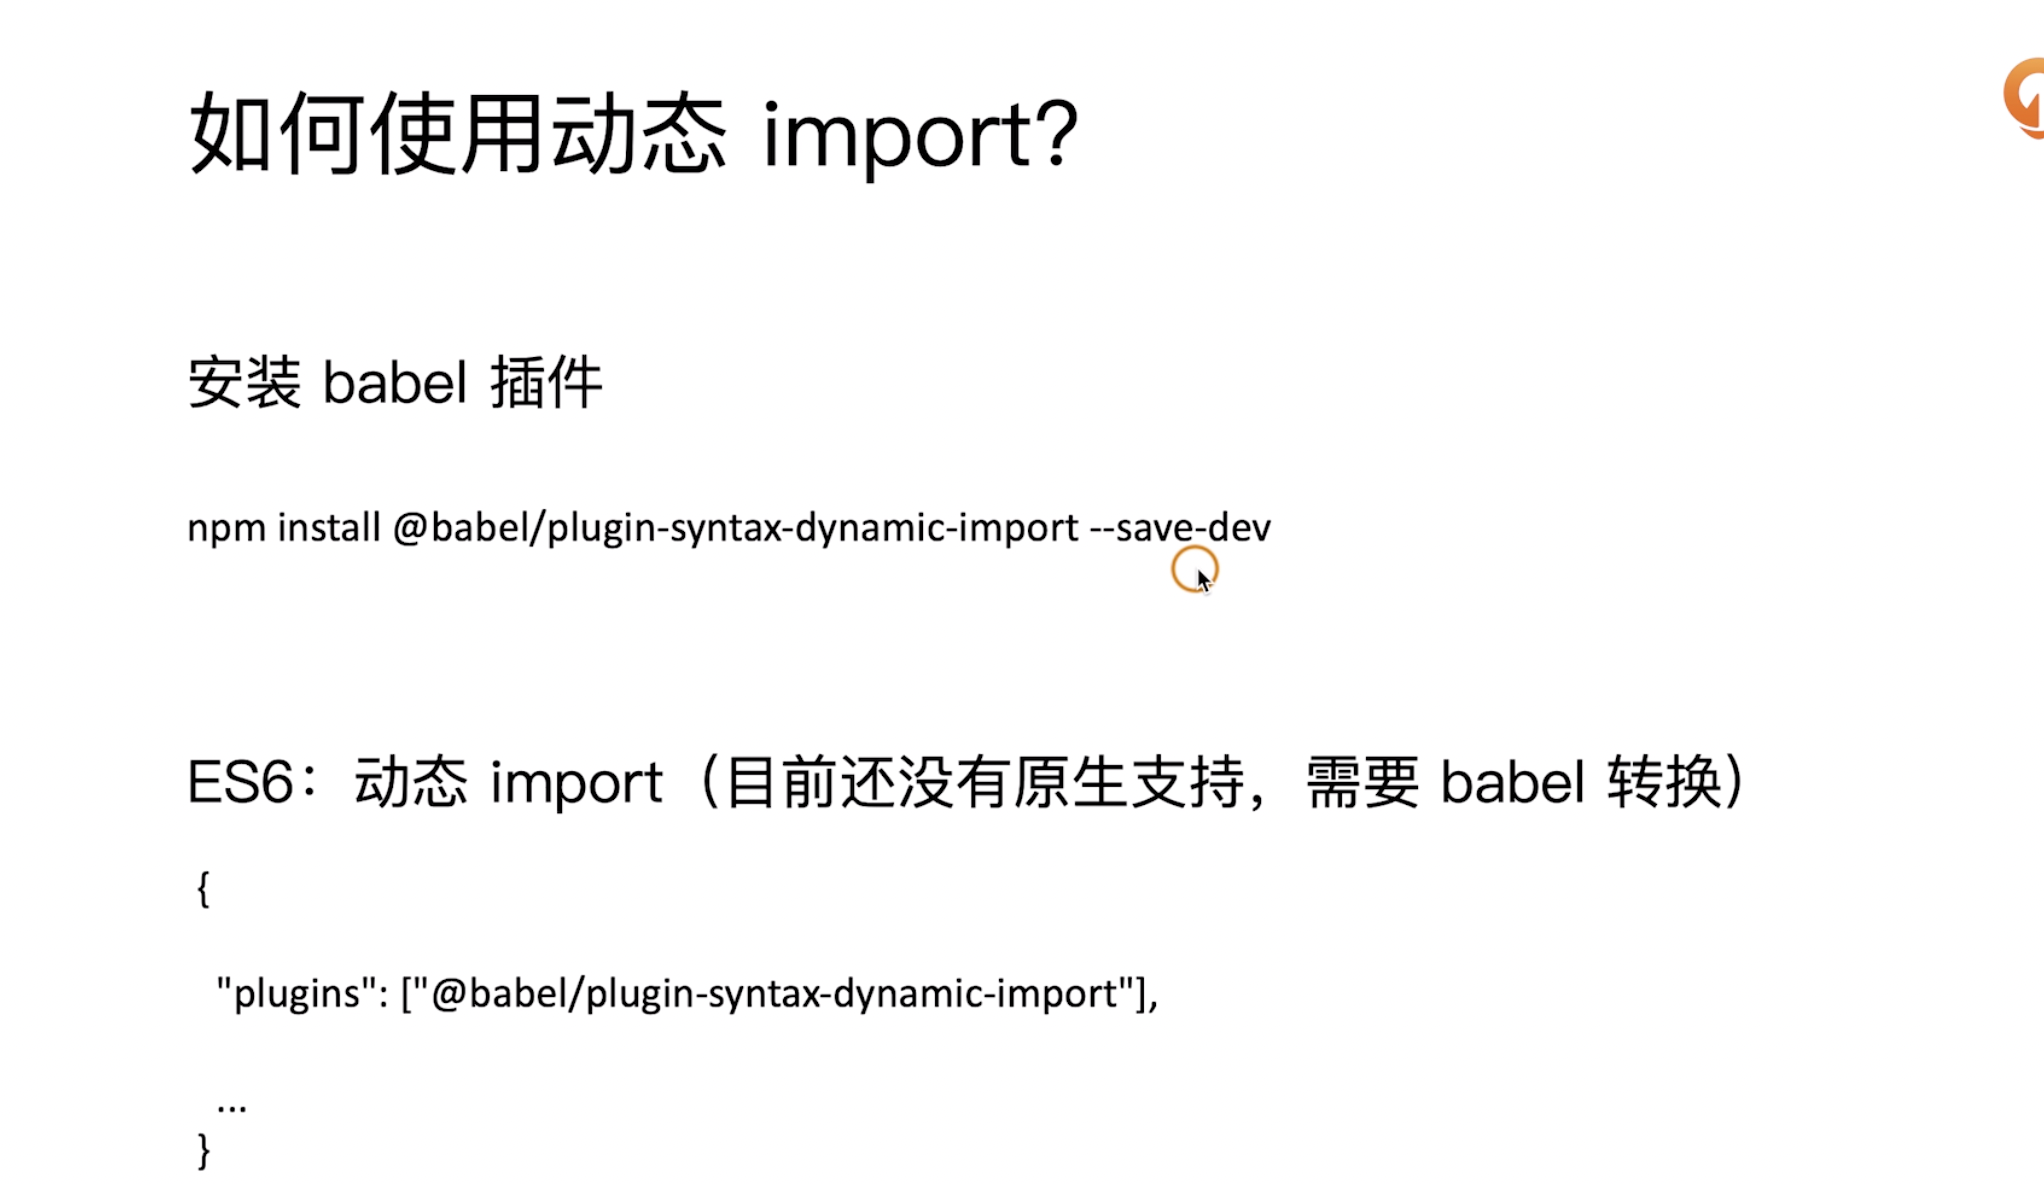 如何使用动态 import?
安装 babel 插件
npm install @babel/plugin-syntax-dynamic-import --save-dev
ES6：动态 import（目前还没有原生支持，需要 babel 转换）
{
"plugins": ["@babel/plugin-syntax-dynamic-import"],
...
}